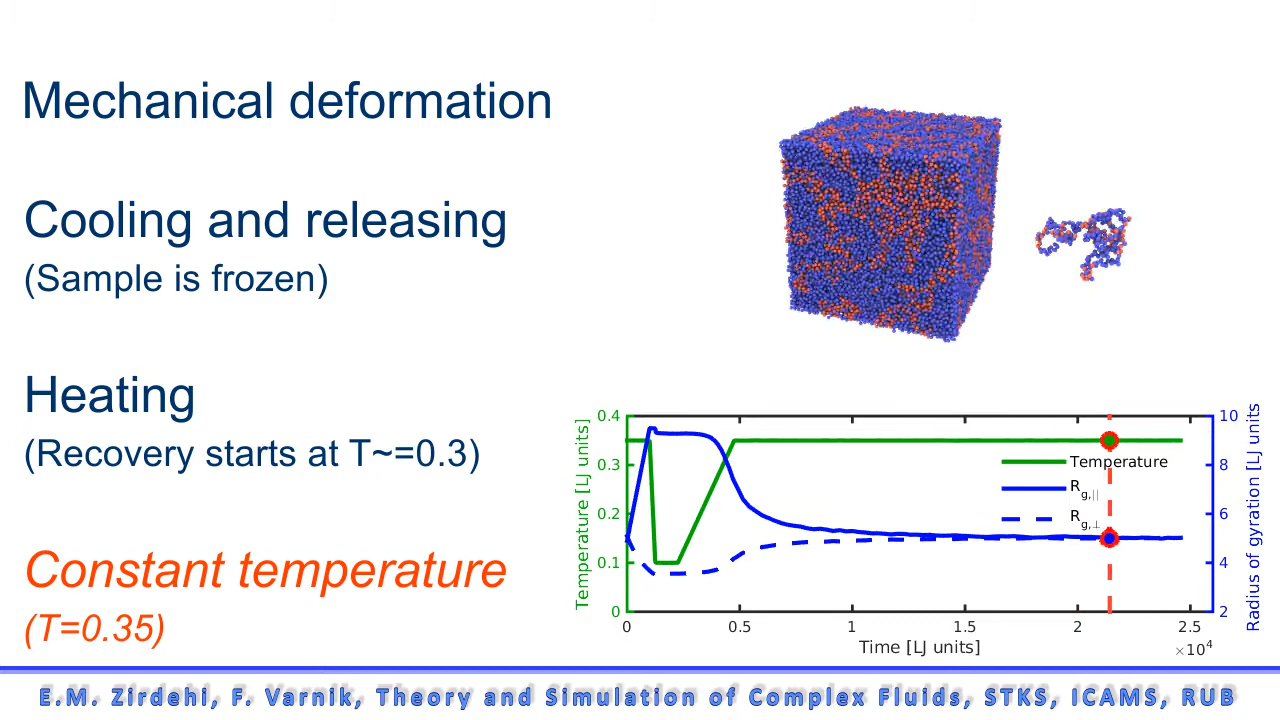 Mechanical deformation
Cooling and releasing
(Sample is frozen)
Heating
(Recovery starts at T~=0.3)
Constant temperature
(T=0.35)
Temperature [LJ units]
0.4
0.3
0.2
0.1
0
Temperature
R g,||
R g,⊥
10
8
6
4
2
Radius of gyration [LJ units
0 0.5 1 1.5 2 2.5
Time [LJ units]
×10⁴
E.M. Zirdehi, F. Varnik, Theory and Simulation of Complex Fluids, STKS, ICAMS, RUB